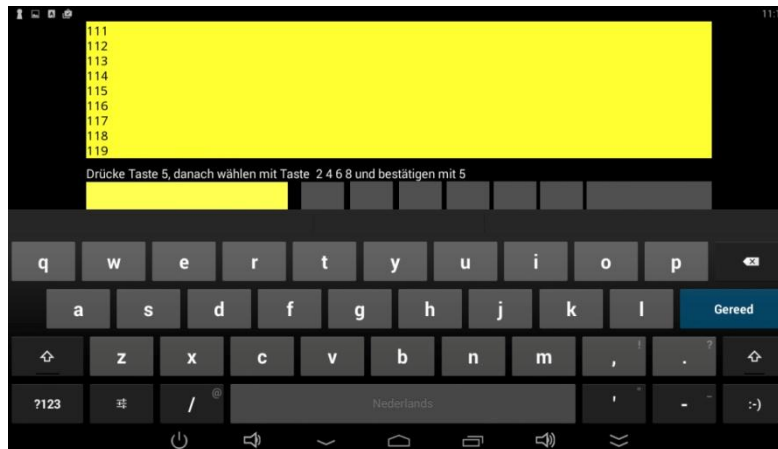 11:
111
112
113
114
115
116
117
118
119
Drücke Taste 5, danach wählen mit Taste 2 4 6 8 und bestätigen mit 5
q w e r t y u i o p
a s d f g h j k l Gereed
z x c v b n m , ! . ?
?123 / @ Nederlands ' " - _ :-)